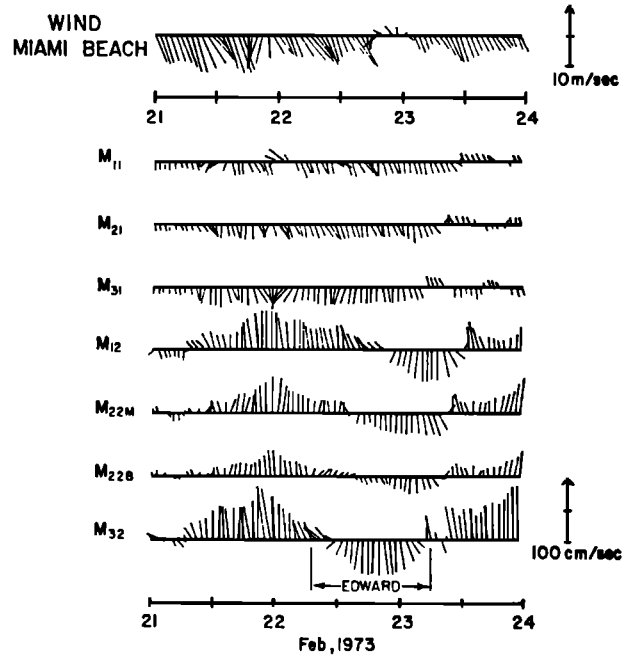 WIND
MIAMI BEACH
10 m/sec
21 22 23 24
M11
M21
M31
M12
M22M
M22B
M32
100 cm/sec
EDWARD
21 22 23 24
Feb, 1973